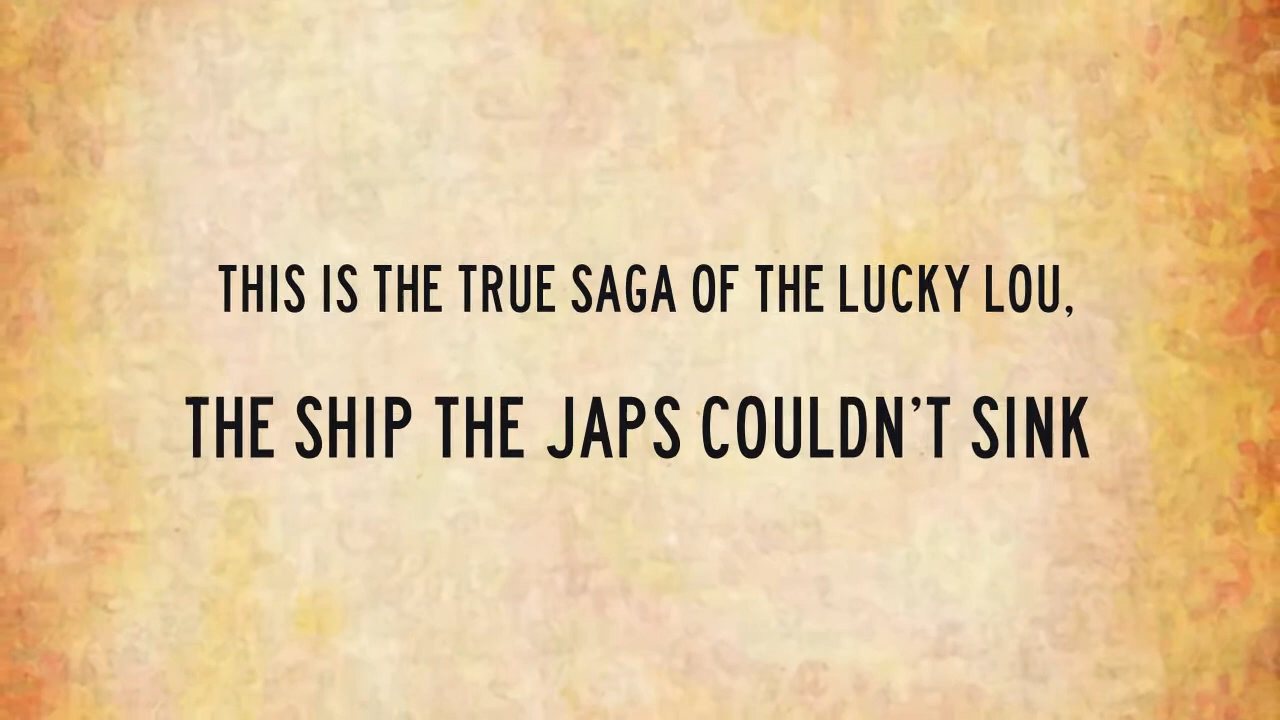 THIS IS THE TRUE SAGA OF THE LUCKY LOU,
THE SHIP THE JAPS COULDN'T SINK